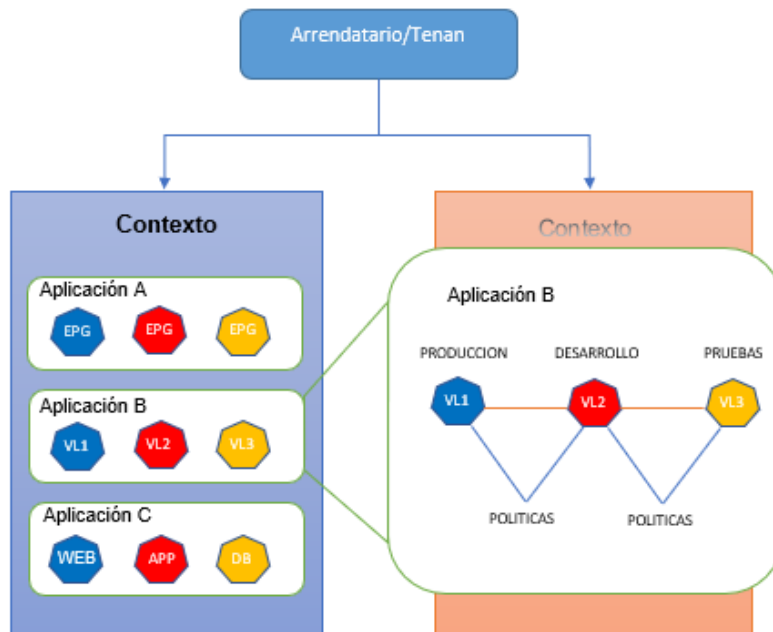 Arrendatario/Tenan
Contexto
Aplicación A
EPG EPG EPG
Aplicación B
VL1 VL2 VL3
Aplicación C
WEB APP DB
Contexto
Aplicación B
PRODUCCION DESARROLLO PRUEBAS
VL1 VL2 VL3
POLITICAS POLITICAS